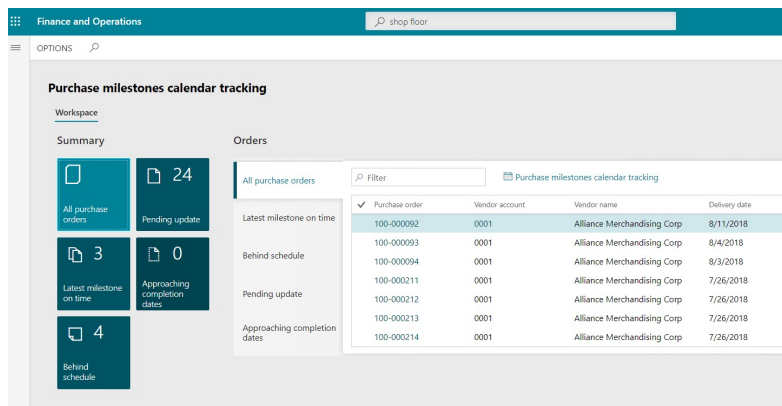 Finance and Operations
shop floor
OPTIONS
Purchase milestones calendar tracking
Workspace
Summary
Orders
All purchase
orders
24
Pending update
3
Latest milestone
on time
0
Approaching
completion
dates
4
Behind
schedule
All purchase orders
Latest milestone on time
Behind schedule
Pending update
Approaching completion
dates
Filter
Purchase milestones calendar tracking
Purchase order Vendor account Vendor name Delivery date
100-000092 0001 Alliance Merchandising Corp 8/11/2018
100-000093 0001 Alliance Merchandising Corp 8/4/2018
100-000094 0001 Alliance Merchandising Corp 8/3/2018
100-000211 0001 Alliance Merchandising Corp 7/26/2018
100-000212 0001 Alliance Merchandising Corp 7/26/2018
100-000213 0001 Alliance Merchandising Corp 7/26/2018
100-000214 0001 Alliance Merchandising Corp 7/26/2018